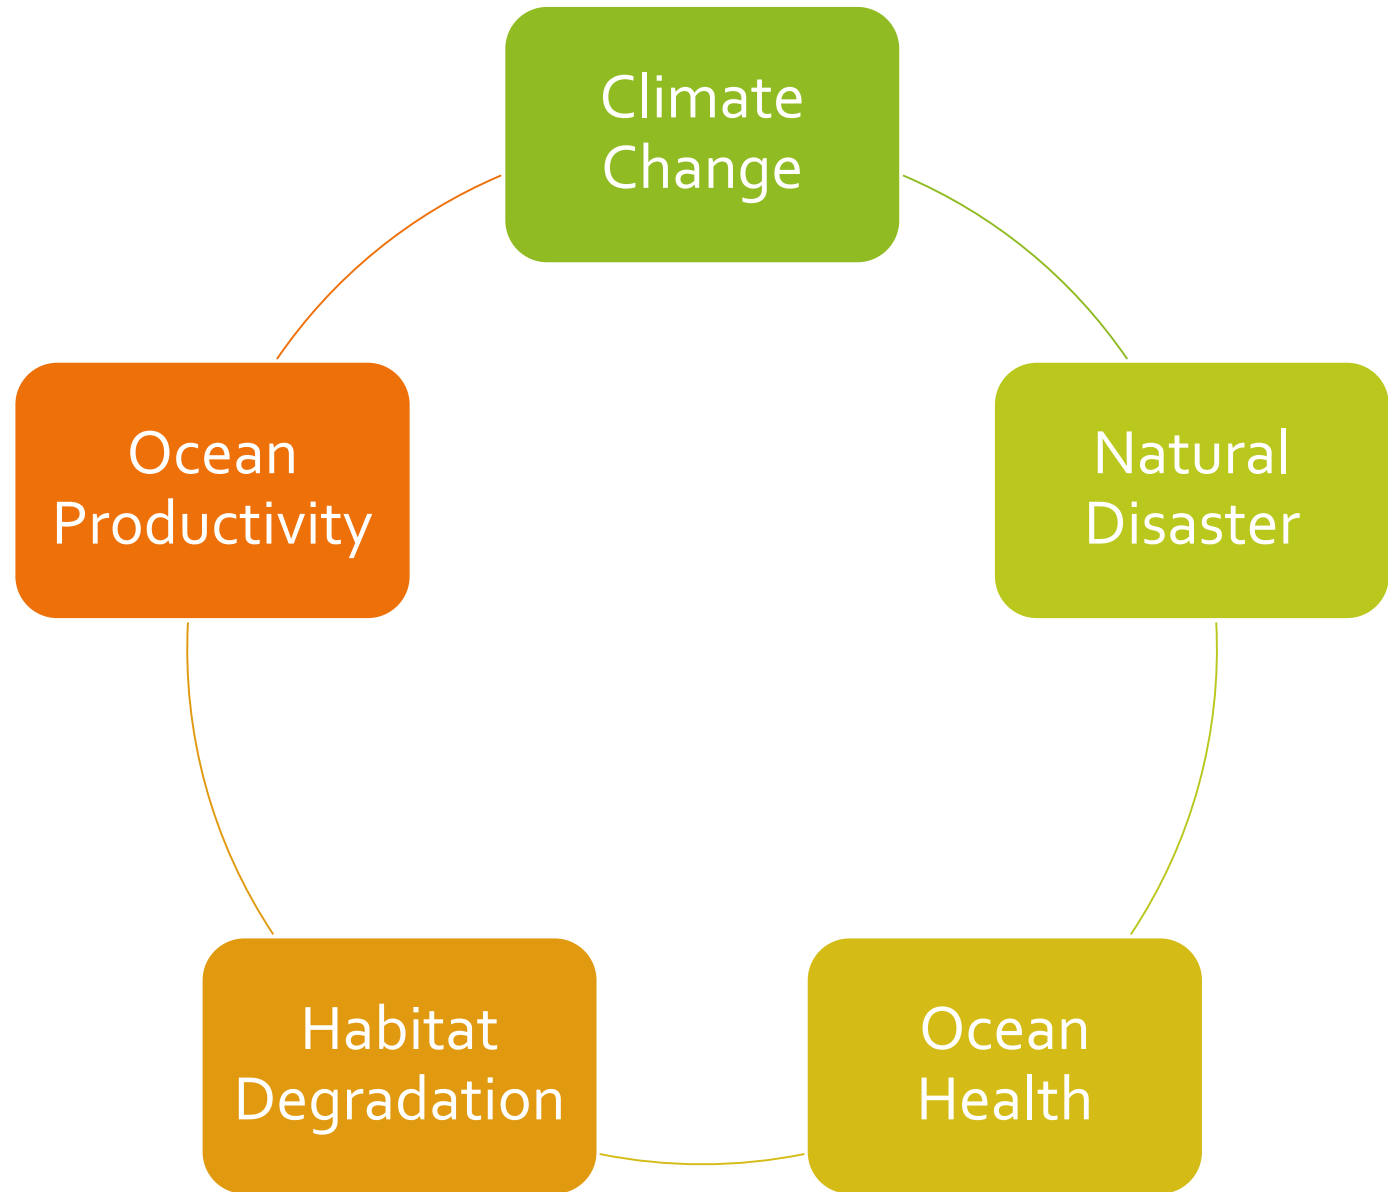 Climate
Change
Natural
Disaster
Ocean
Health
Habitat
Degradation
Ocean
Productivity